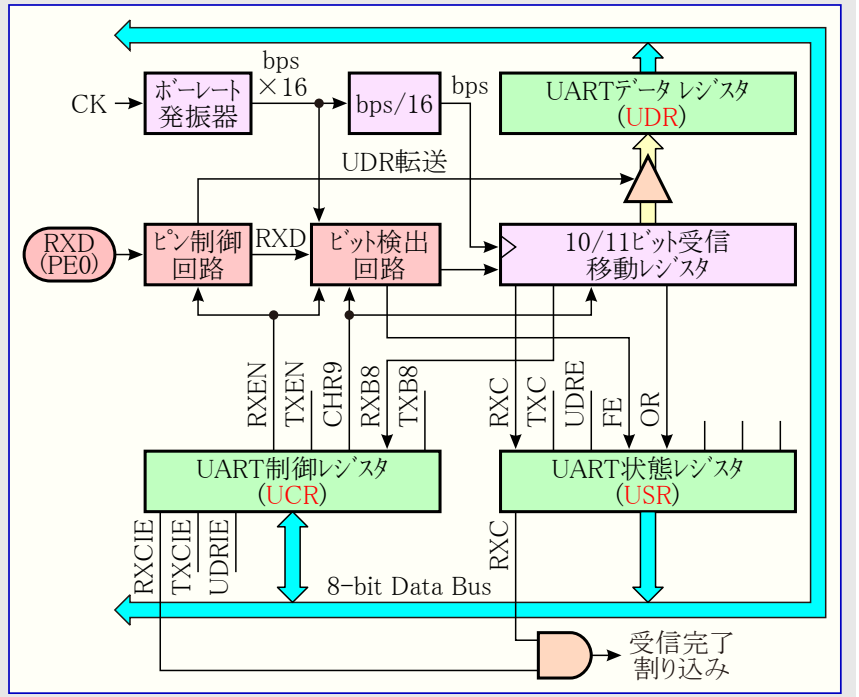 bps
×16
CK
ボーレート
発振器
bps/16
bps
UARTデータ レジスタ
(UDR)
UDR転送
RXD
(PE0)
ピン制御
回路
RXD
ビット検出
回路
10/11ビット受信
移動レジスタ
RXEN
TXEN
CHR9
RXB8
TXB8
RXC
TXC
UDRE
FE
OR
UART制御レジスタ
(UCR)
UART状態レジスタ
(USR)
RXCIE
TXCIE
UDRIE
RXC
8-bit Data Bus
受信完了
割り込み